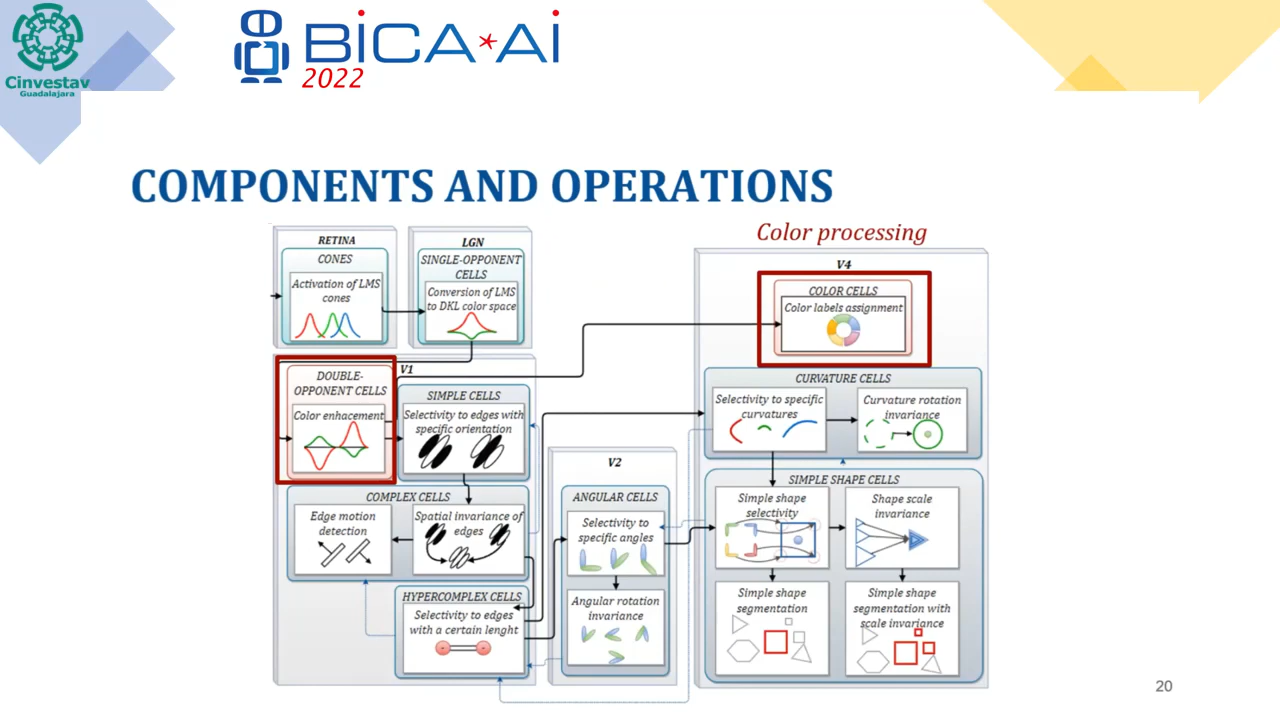 Cinvestav
Guadalajara
BiCA*Ai
2022
COMPONENTS AND OPERATIONS
Color processing
RETINA
CONES
Activation of LMS
cones
LGN
SINGLE-OPPONENT
CELLS
Conversion of LMS
to DKL color space
V1
DOUBLE-
OPPONENT CELLS
Color enhacement
SIMPLE CELLS
Selectivity to edges with
specific orientation
COMPLEX CELLS
Edge motion
detection
Spatial invariance of
edges
HYPERCOMPLEX CELLS
Selectivity to edges
with a certain lenght
V2
ANGULAR CELLS
Selectivity to
specific angles
Angular rotation
invariance
V4
COLOR CELLS
Color labels assignment
CURVATURE CELLS
Selectivity to specific
curvatures
Curvature rotation
invariance
SIMPLE SHAPE CELLS
Simple shape
selectivity
Shape scale
invariance
Simple shape
segmentation
Simple shape
segmentation with
scale invariance
20